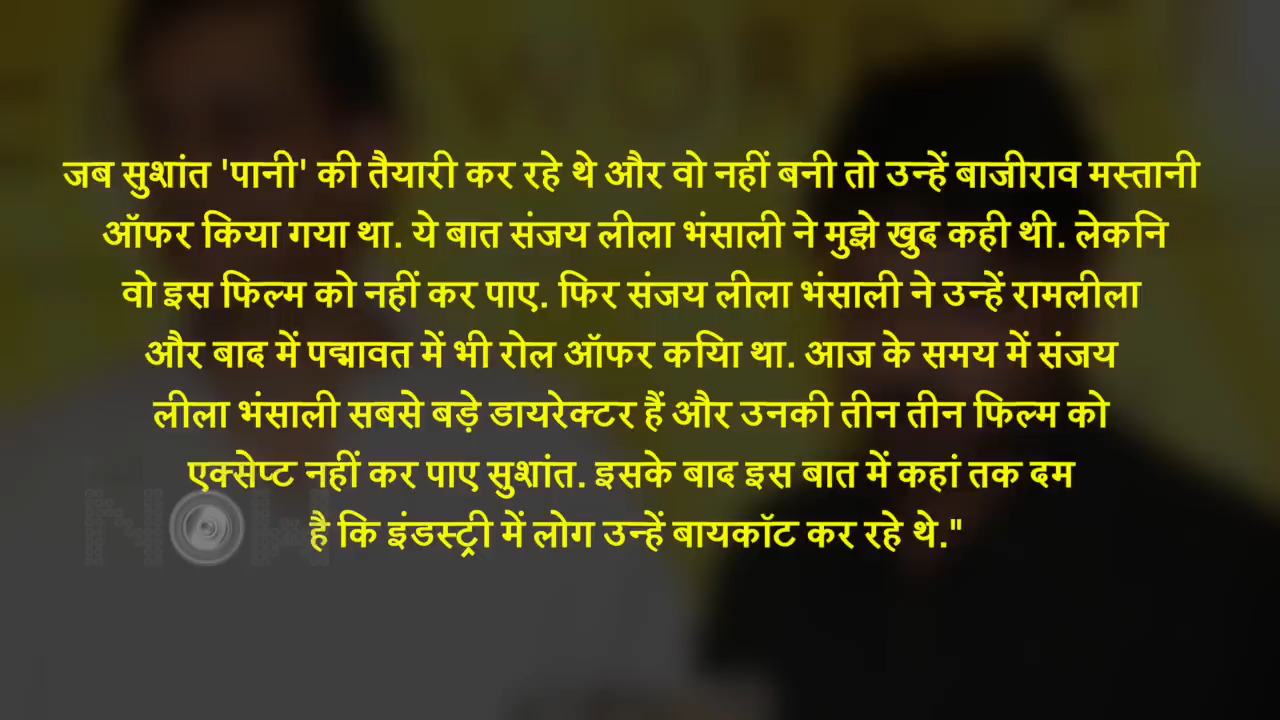 जब सुशांत 'पानी' की तैयारी कर रहे थे और वो नहीं बनी तो उन्हें बाजीराव मस्तानी
ऑफर किया गया था. ये बात संजय लीला भंसाली ने मुझे खुद कही थी. लेकनि
वो इस फिल्म को नहीं कर पाए. फिर संजय लीला भंसाली ने उन्हें रामलीला
और बाद में पद्मावत में भी रोल ऑफर कयिा था. आज के समय में संजय
लीला भंसाली सबसे बड़े डायरेक्टर हैं और उनकी तीन तीन फिल्म को
एक्सेप्ट नहीं कर पाए सुशांत. इसके बाद इस बात में कहां तक दम
है कि इंडस्ट्री में लोग उन्हें बायकॉट कर रहे थे."
NOW